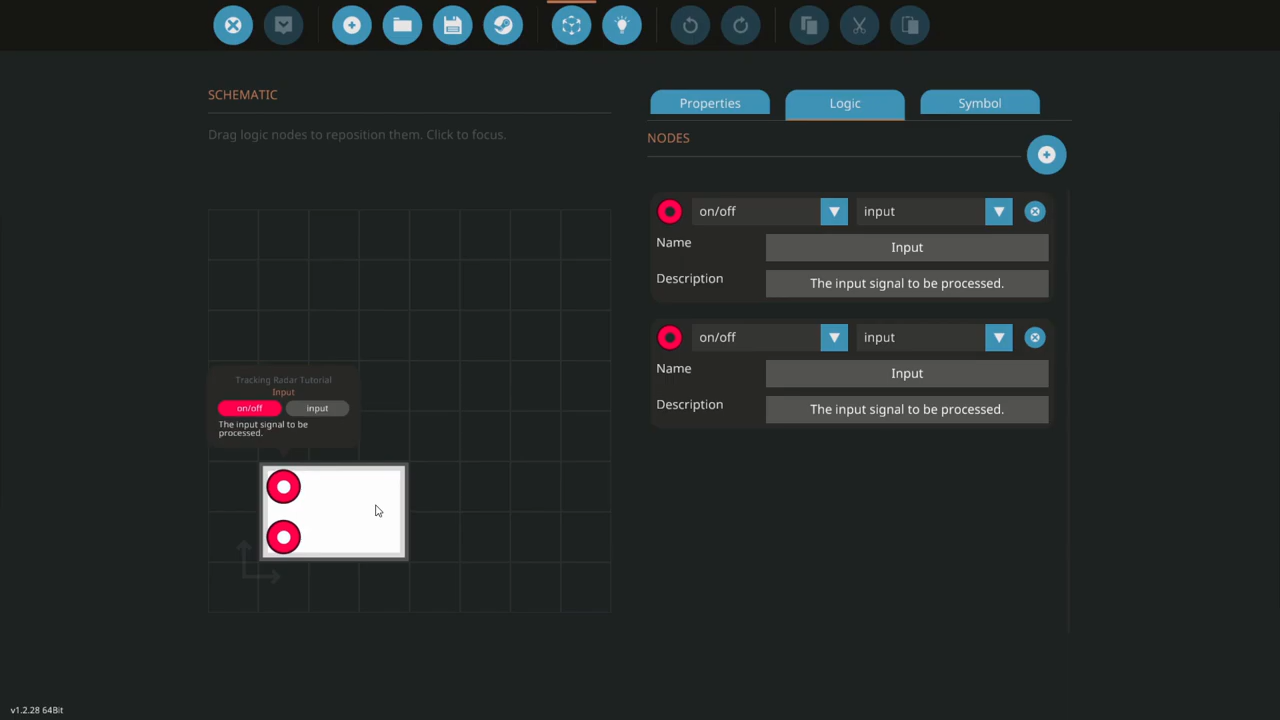 SCHEMATIC
Drag logic nodes to reposition them. Click to focus.
Tracking Radar Tutorial
Input
on/off input
The input signal to be
processed.
Properties Logic Symbol
NODES
on/off input
Name Input
Description The input signal to be processed.
on/off input
Name Input
Description The input signal to be processed.
v1.2.28 64Bit